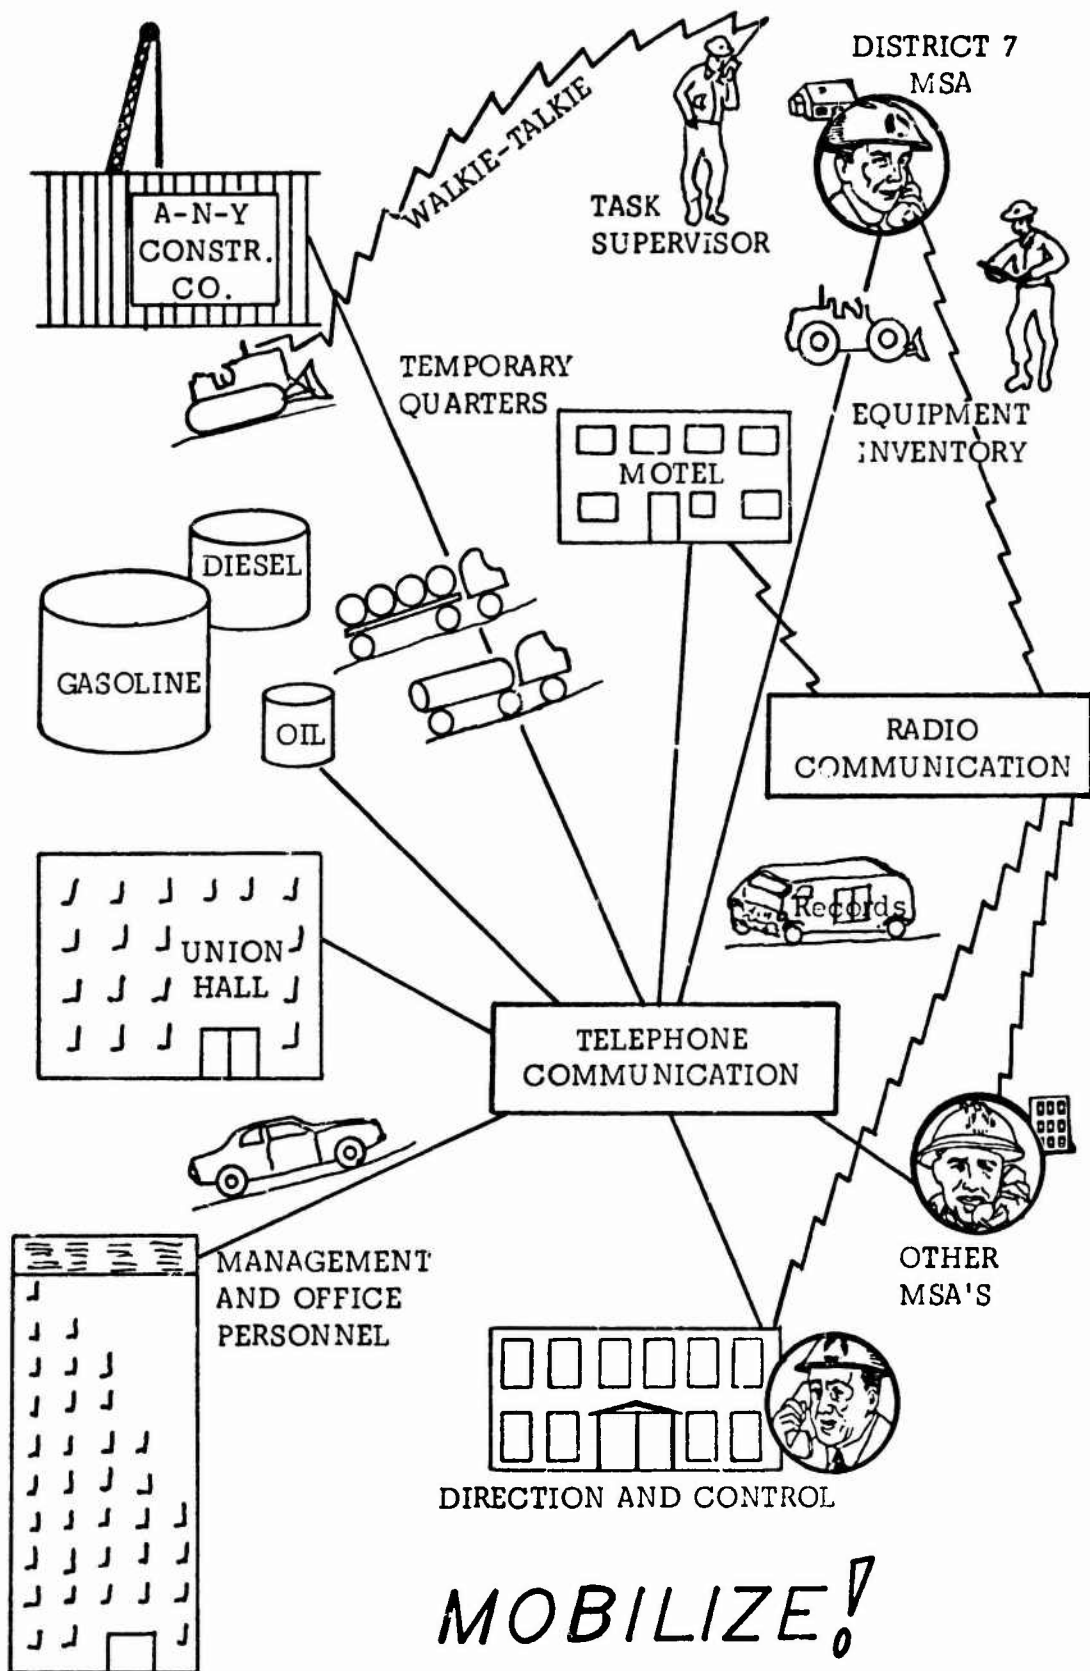 DISTRICT 7
MSA
WALKIE-TALKIE
A-N-Y
CONSTR.
CO.
TASK
SUPERVISOR
TEMPORARY
QUARTERS
EQUIPMENT
INVENTORY
MOTEL
DIESEL
GASOLINE
OIL
RADIO
COMMUNICATION
Records
UNION
HALL
TELEPHONE
COMMUNICATION
MANAGEMENT
AND OFFICE
PERSONNEL
OTHER
MSA'S
DIRECTION AND CONTROL
MOBILIZE!